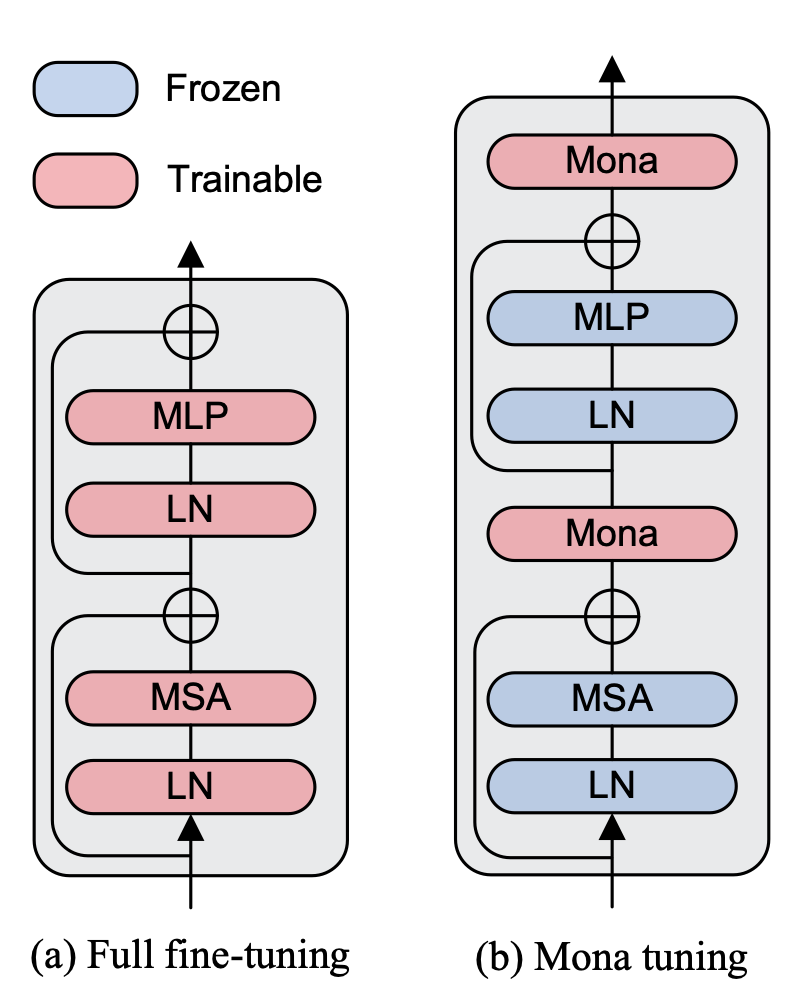 Frozen
Trainable
MLP
LN
MSA
LN
(a) Full fine-tuning
Mona
MLP
LN
Mona
MSA
LN
(b) Mona tuning